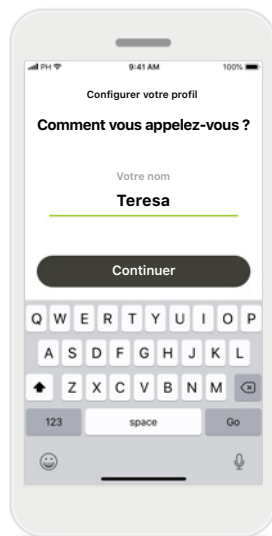 PH 9:41 AM 100%
Configurer votre profil
Comment vous appelez-vous ?
Votre nom
Teresa
Continuer
Q W E R T Y U I O P
A S D F G H J K L
Z X C V B N M
123 space Go